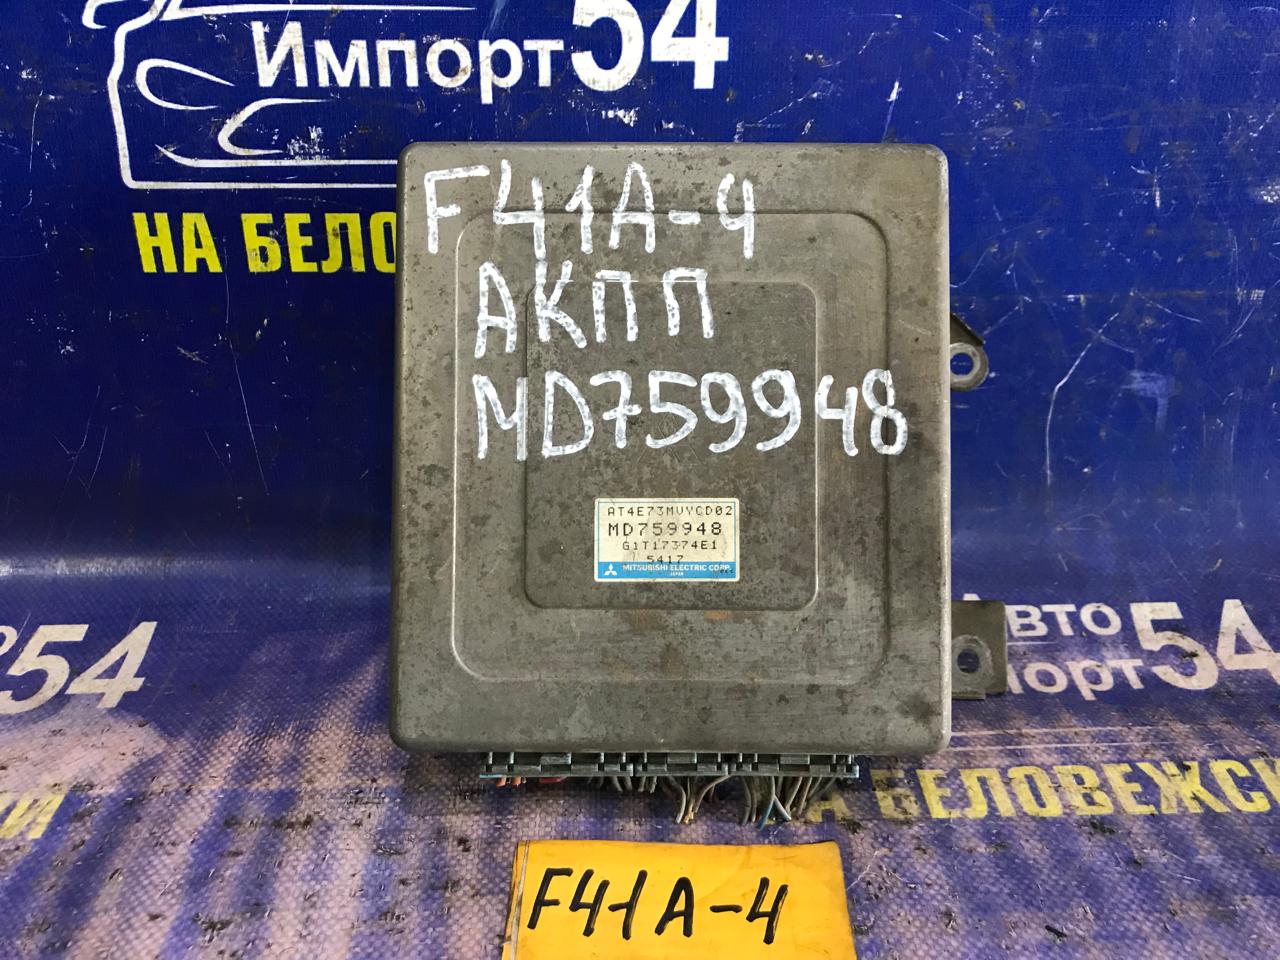 Импорт54
НА БЕЛО
F41A-4
АКПП
MD759948
AT4E73MVYCD02
MD759948
G1T17374E1
5417
MITSUBISHI ELECTRIC CORP.
JAPAN
Авто
порт54
54
НА БЕЛОВЕЖСК
F41A-4